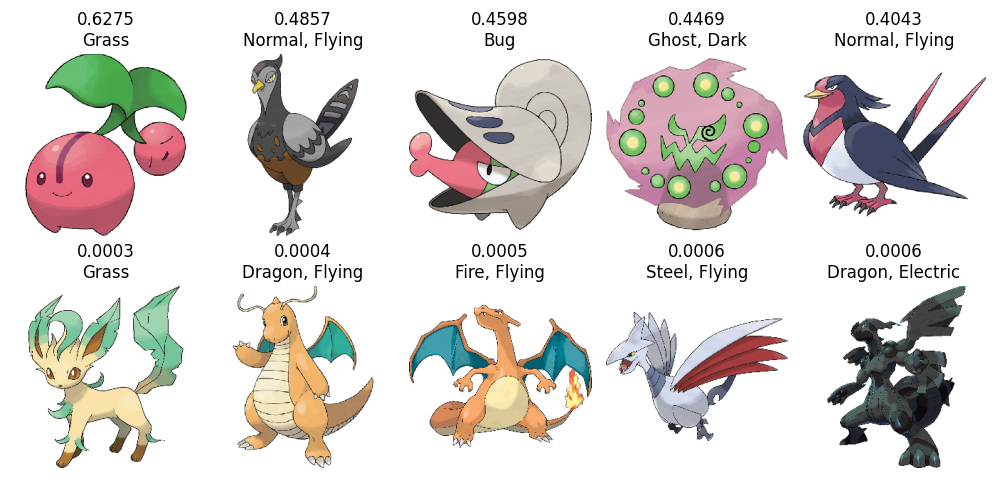 0.6275
Grass
0.4857
Normal, Flying
0.4598
Bug
0.4469
Ghost, Dark
0.4043
Normal, Flying
0.0003
Grass
0.0004
Dragon, Flying
0.0005
Fire, Flying
0.0006
Steel, Flying
0.0006
Dragon, Electric